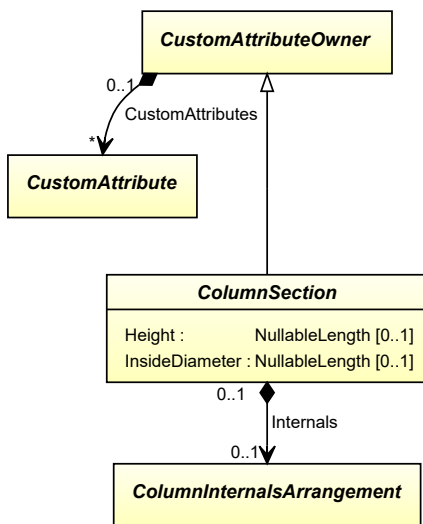 CustomAttributeOwner
0..1
CustomAttributes
*
CustomAttribute
ColumnSection
Height : NullableLength [0..1]
InsideDiameter : NullableLength [0..1]
0..1
Internals
0..1
ColumnInternalsArrangement